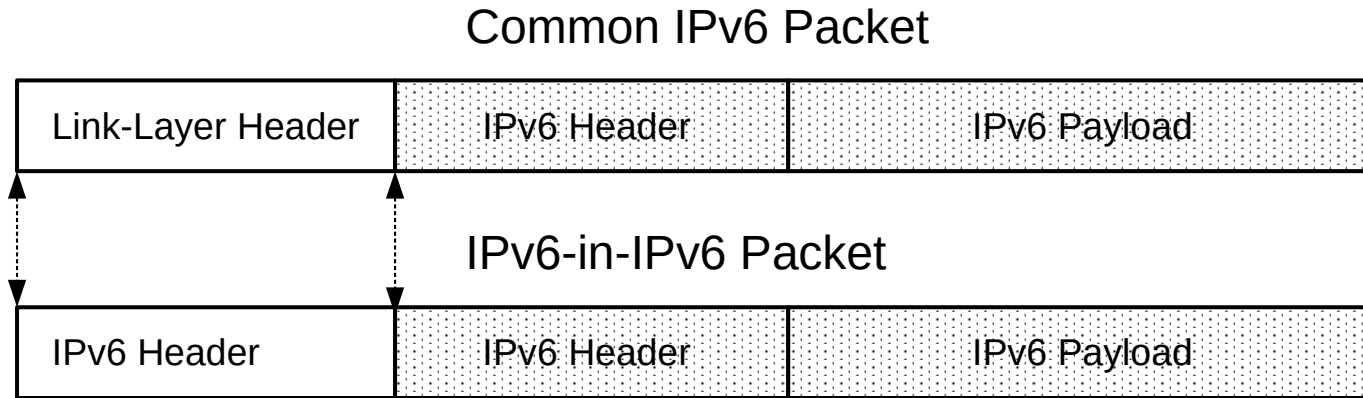 Common IPv6 Packet
Link-Layer Header IPv6 Header IPv6 Payload
IPv6-in-IPv6 Packet
IPv6 Header IPv6 Header IPv6 Payload